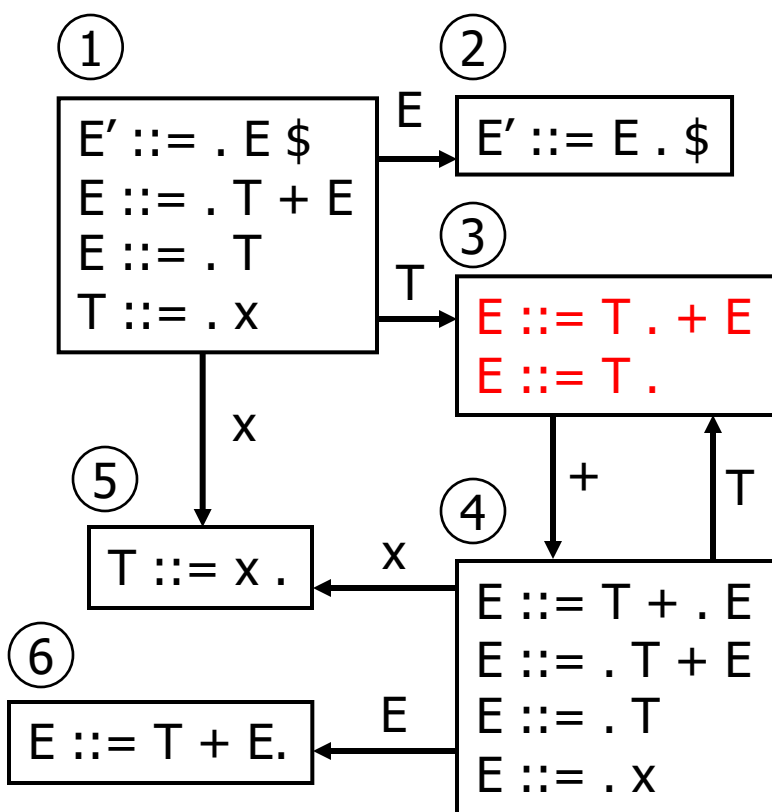 ①
E’ ::= . E $
E ::= . T + E
E ::= . T
T ::= . x
E
②
E’ ::= E . $
T
③
E ::= T . + E
E ::= T .
x
⑤
T ::= x .
+
T
④
E ::= T + . E
E ::= . T + E
E ::= . T
E ::= . x
x
⑥
E ::= T + E.
E